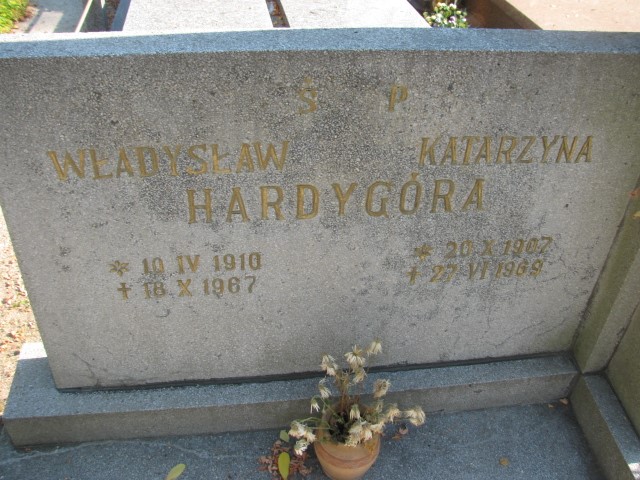 Ś P
WŁADYSŁAW KATARZYNA
HARDYGÓRA
* 10 IV 1910 * 20 X 1907
† 18 X 1967 † 27 VI 1969